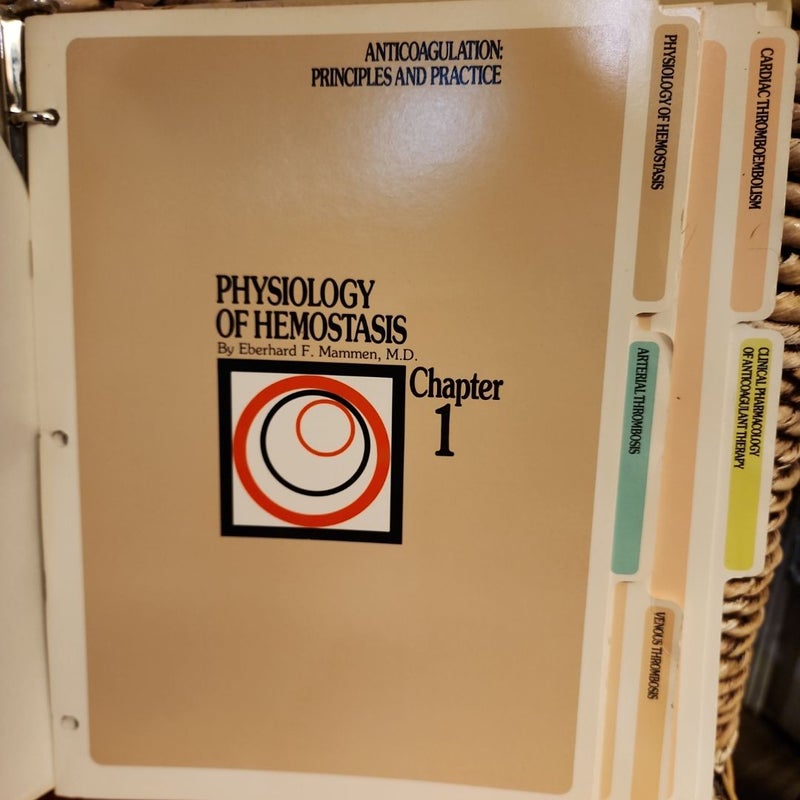 ANTICOAGULATION:
PRINCIPLES AND PRACTICE
PHYSIOLOGY
OF HEMOSTASIS
By Eberhard F. Mammen, M.D.
Chapter
1
PHYSIOLOGY OF HEMOSTASIS
ARTERIAL THROMBOSIS
VENOUS THROMBOSIS
CARDIAC THROMBOEMBOLISM
CLINICAL PHARMACOLOGY
OF ANTICOAGULANT THERAPY